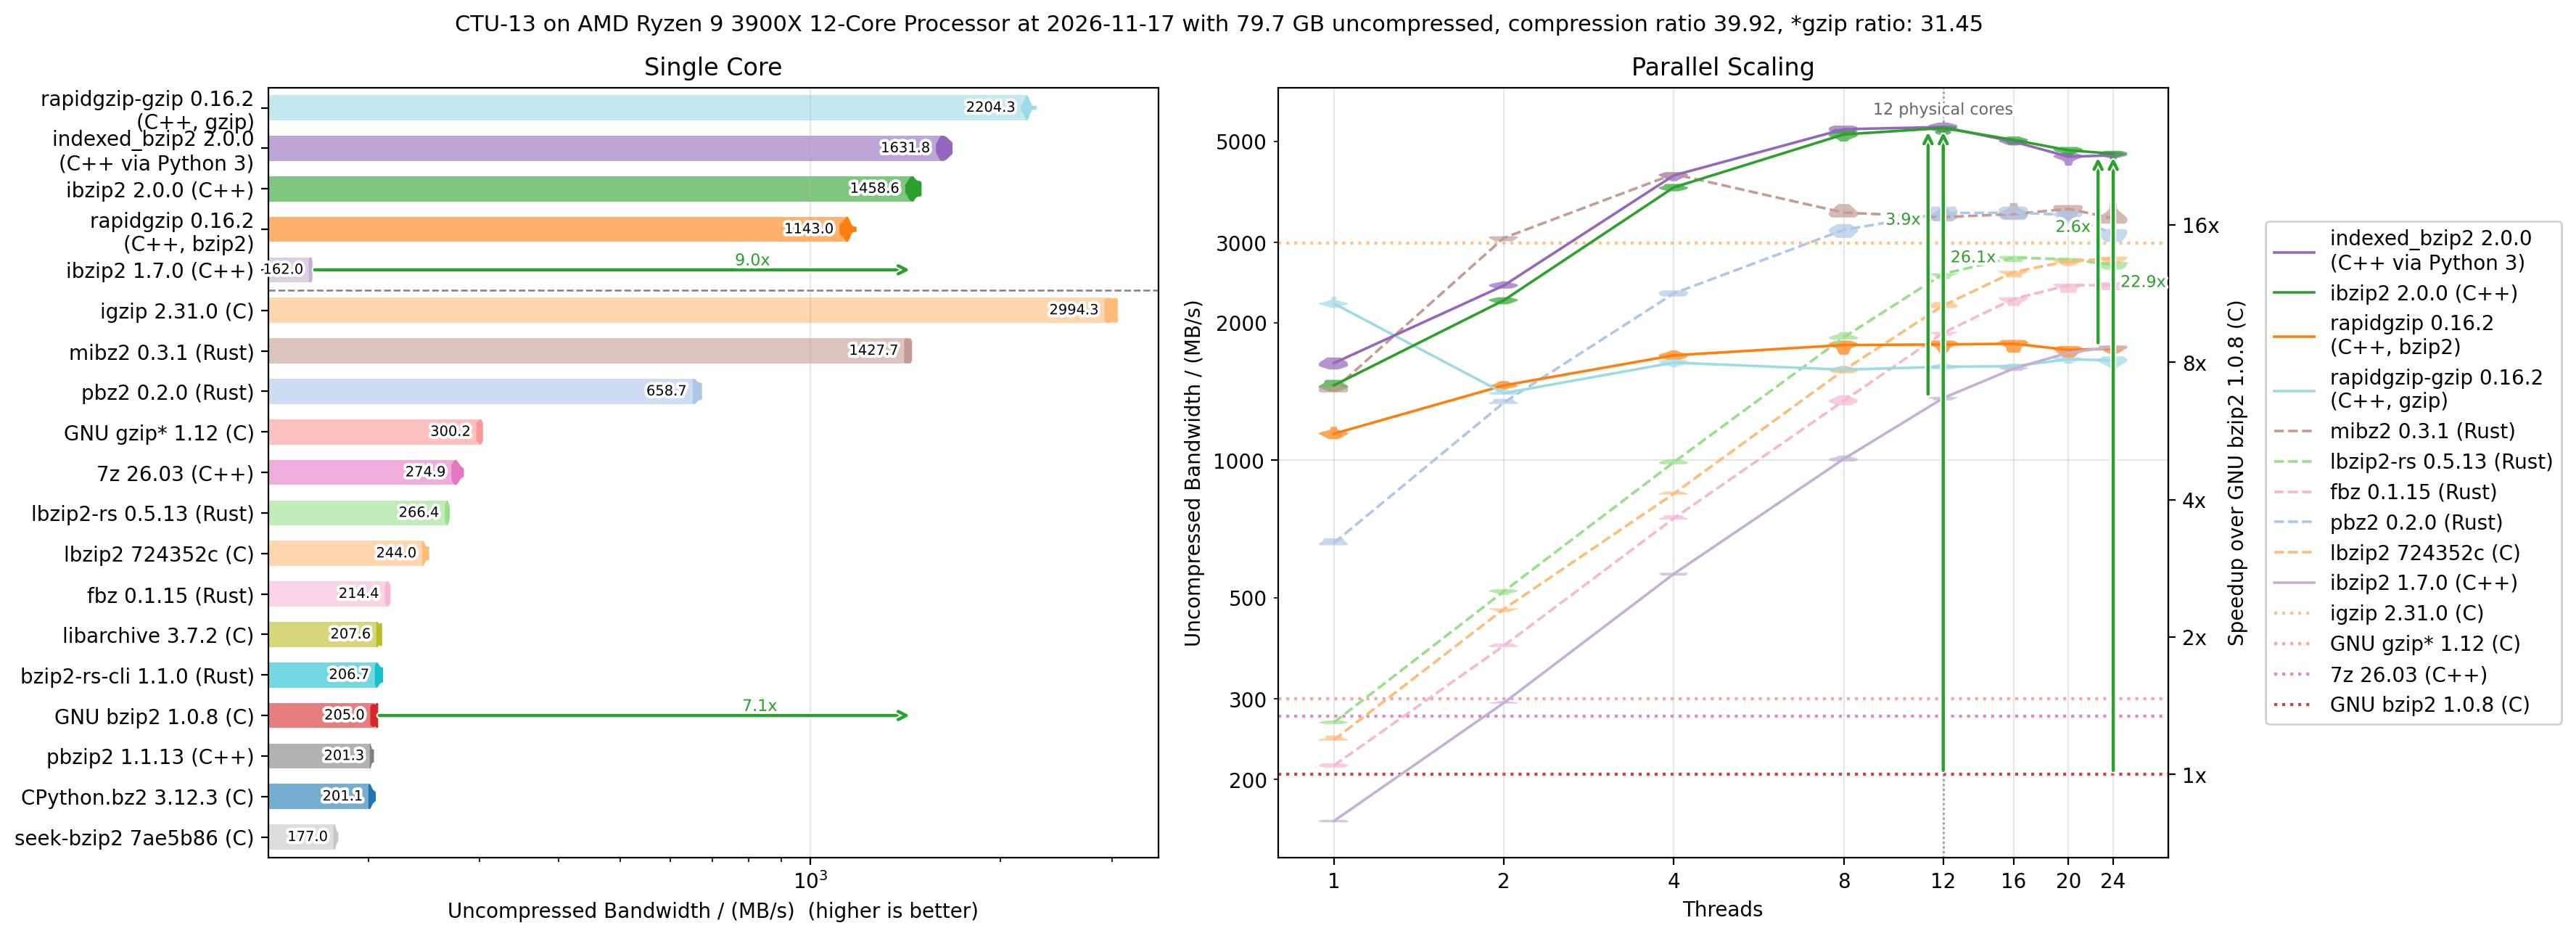 CTU-13 on AMD Ryzen 9 3900X 12-Core Processor at 2026-11-17 with 79.7 GB uncompressed, compression ratio 39.92, *gzip ratio: 31.45
Single Core
rapidgzip-gzip 0.16.2
(C++, gzip)
2204.3
indexed_bzip2 2.0.0
(C++ via Python 3)
1631.8
ibzip2 2.0.0 (C++)
1458.6
rapidgzip 0.16.2
(C++, bzip2)
1143.0
ibzip2 1.7.0 (C++)
162.0
9.0x
igzip 2.31.0 (C)
2994.3
mibz2 0.3.1 (Rust)
1427.7
pbz2 0.2.0 (Rust)
658.7
GNU gzip* 1.12 (C)
300.2
7z 26.03 (C++)
274.9
lbzip2-rs 0.5.13 (Rust)
266.4
lbzip2 724352c (C)
244.0
fbz 0.1.15 (Rust)
214.4
libarchive 3.7.2 (C)
207.6
bzip2-rs-cli 1.1.0 (Rust)
206.7
GNU bzip2 1.0.8 (C)
205.0
7.1x
pbzip2 1.1.13 (C++)
201.3
CPython.bz2 3.12.3 (C)
201.1
seek-bzip2 7ae5b86 (C)
177.0
10³
Uncompressed Bandwidth / (MB/s)  (higher is better)
Parallel Scaling
Uncompressed Bandwidth / (MB/s)
5000
3000
2000
1000
500
300
200
12 physical cores
3.9x
26.1x
2.6x
22.9x
1
2
4
8
12
16
20
24
Threads
16x
8x
4x
2x
1x
Speedup over GNU bzip2 1.0.8 (C)
indexed_bzip2 2.0.0
(C++ via Python 3)
ibzip2 2.0.0 (C++)
rapidgzip 0.16.2
(C++, bzip2)
rapidgzip-gzip 0.16.2
(C++, gzip)
mibz2 0.3.1 (Rust)
lbzip2-rs 0.5.13 (Rust)
fbz 0.1.15 (Rust)
pbz2 0.2.0 (Rust)
lbzip2 724352c (C)
ibzip2 1.7.0 (C++)
igzip 2.31.0 (C)
GNU gzip* 1.12 (C)
7z 26.03 (C++)
GNU bzip2 1.0.8 (C)